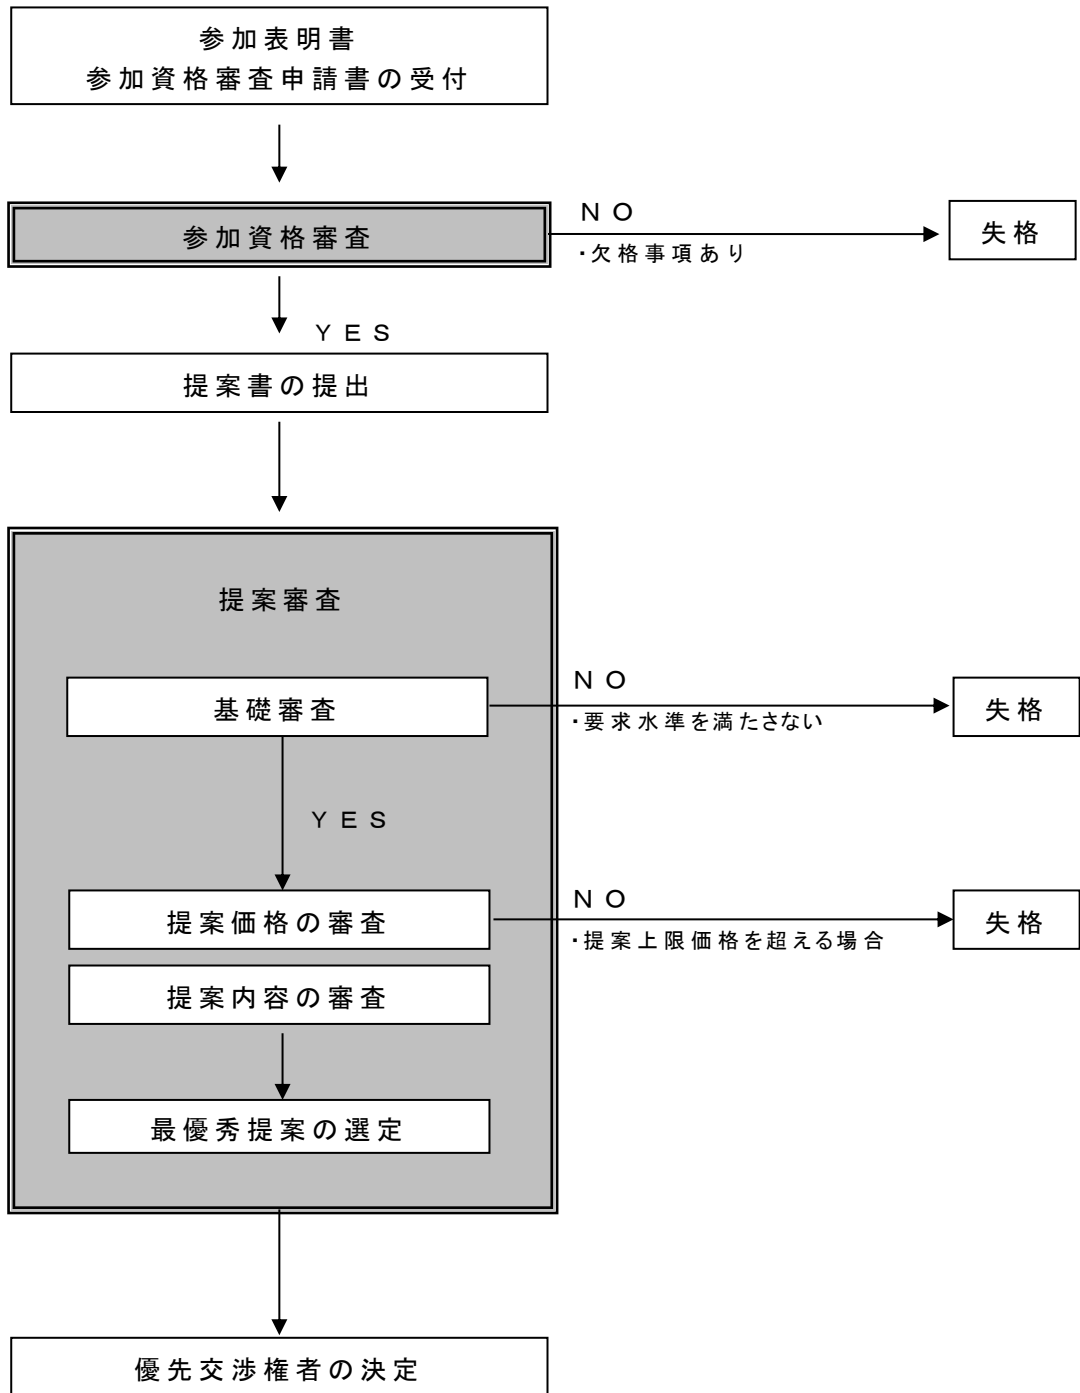 参加表明書
参加資格審査申請書の受付
参加資格審査
NO
・欠格事項あり
失格
YES
提案書の提出
提案審査
基礎審査
NO
・要求水準を満たさない
失格
YES
提案価格の審査
NO
・提案上限価格を超える場合
失格
提案内容の審査
最優秀提案の選定
優先交渉権者の決定